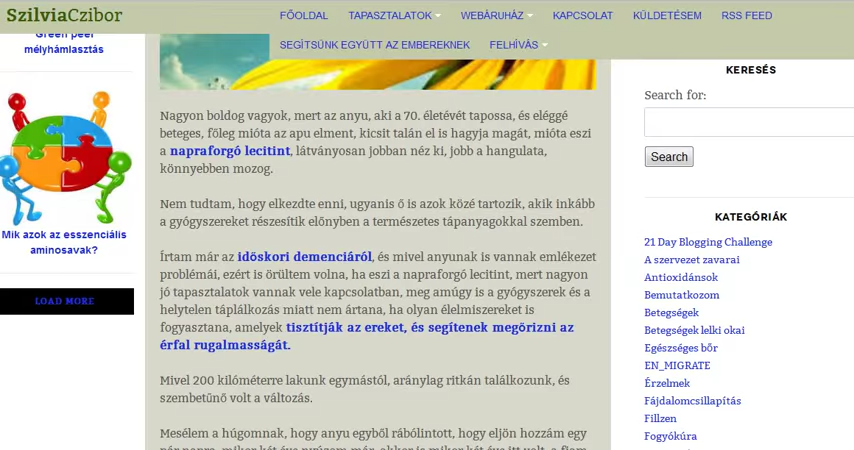 SzilviaCzibor
FŐOLDAL TAPASZTALATOK WEBÁRUHÁZ KAPCSOLAT KÜLDETÉSEM RSS FEED
SEGÍTSÜNK EGYÜTT AZ EMBEREKNEK FELHÍVÁS
Green peel
mélyhámlasztás
Mik azok az esszenciális
aminosavak?
LOAD MORE
Nagyon boldog vagyok, mert az anyu, aki a 70. életévét tapossa, és eléggé
beteges, főleg mióta az apu elment, kicsit talán el is hagyja magát, mióta eszi
a napraforgó lecitint, látványosan jobban néz ki, jobb a hangulata,
könnyebben mozog.
Nem tudtam, hogy elkezdte enni, ugyanis ő is azok közé tartozik, akik inkább
a gyógyszereket részesítik előnyben a természetes tápanyagokkal szemben.
Írtam már az időskori demenciáról, és mivel anyunak is vannak emlékezet
problémái, ezért is örültem volna, ha eszi a napraforgó lecitint, mert nagyon
jó tapasztalatok vannak vele kapcsolatban, meg amúgy is a gyógyszerek és a
helytelen táplálkozás miatt nem ártana, ha olyan élelmiszereket is
fogyasztana, amelyek tisztítják az ereket, és segítenek megőrizni az
érfal rugalmasságát.
Mivel 200 kilóméterre lakunk egymástól, aránylag ritkán találkozunk, és
szembetűnő volt a változás.
Mesélem a húgomnak, hogy anyu egyből rábólintott, hogy eljön hozzám egy
KERESÉS
Search for:
Search
KATEGÓRIÁK
21 Day Blogging Challenge
A szervezet zavarai
Antioxidánsok
Bemutatkozom
Betegségek
Betegségek lelki okai
Egészséges bőr
EN_MIGRATE
Érzelmek
Fájdalomcsillapítás
Fillzen
Fogyókúra